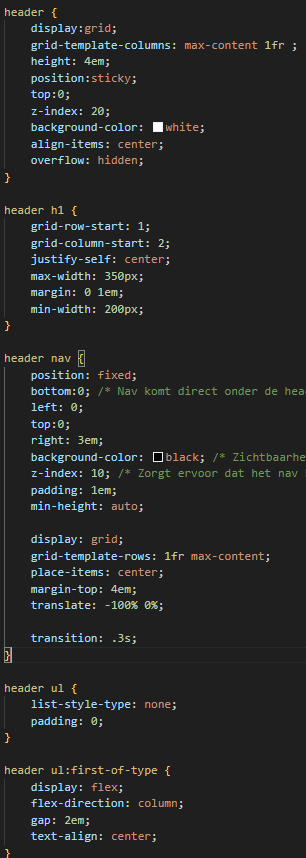 header {
display:grid;
grid-template-columns: max-content 1fr ;
height: 4em;
position:sticky;
top:0;
z-index: 20;
background-color: white;
align-items: center;
overflow: hidden;
}
header h1 {
grid-row-start: 1;
grid-column-start: 2;
justify-self: center;
max-width: 350px;
margin: 0 1em;
min-width: 200px;
}
header nav {
position: fixed;
bottom:0; /* Nav komt direct onder de hea
left: 0;
top:0;
right: 3em;
background-color: black; /* Zichtbaarhe
z-index: 10; /* Zorgt ervoor dat het nav
padding: 1em;
min-height: auto;
display: grid;
grid-template-rows: 1fr max-content;
place-items: center;
margin-top: 4em;
translate: -100% 0%;
transition: .3s;
}
header ul {
list-style-type: none;
padding: 0;
}
header ul:first-of-type {
display: flex;
flex-direction: column;
gap: 2em;
text-align: center;
}